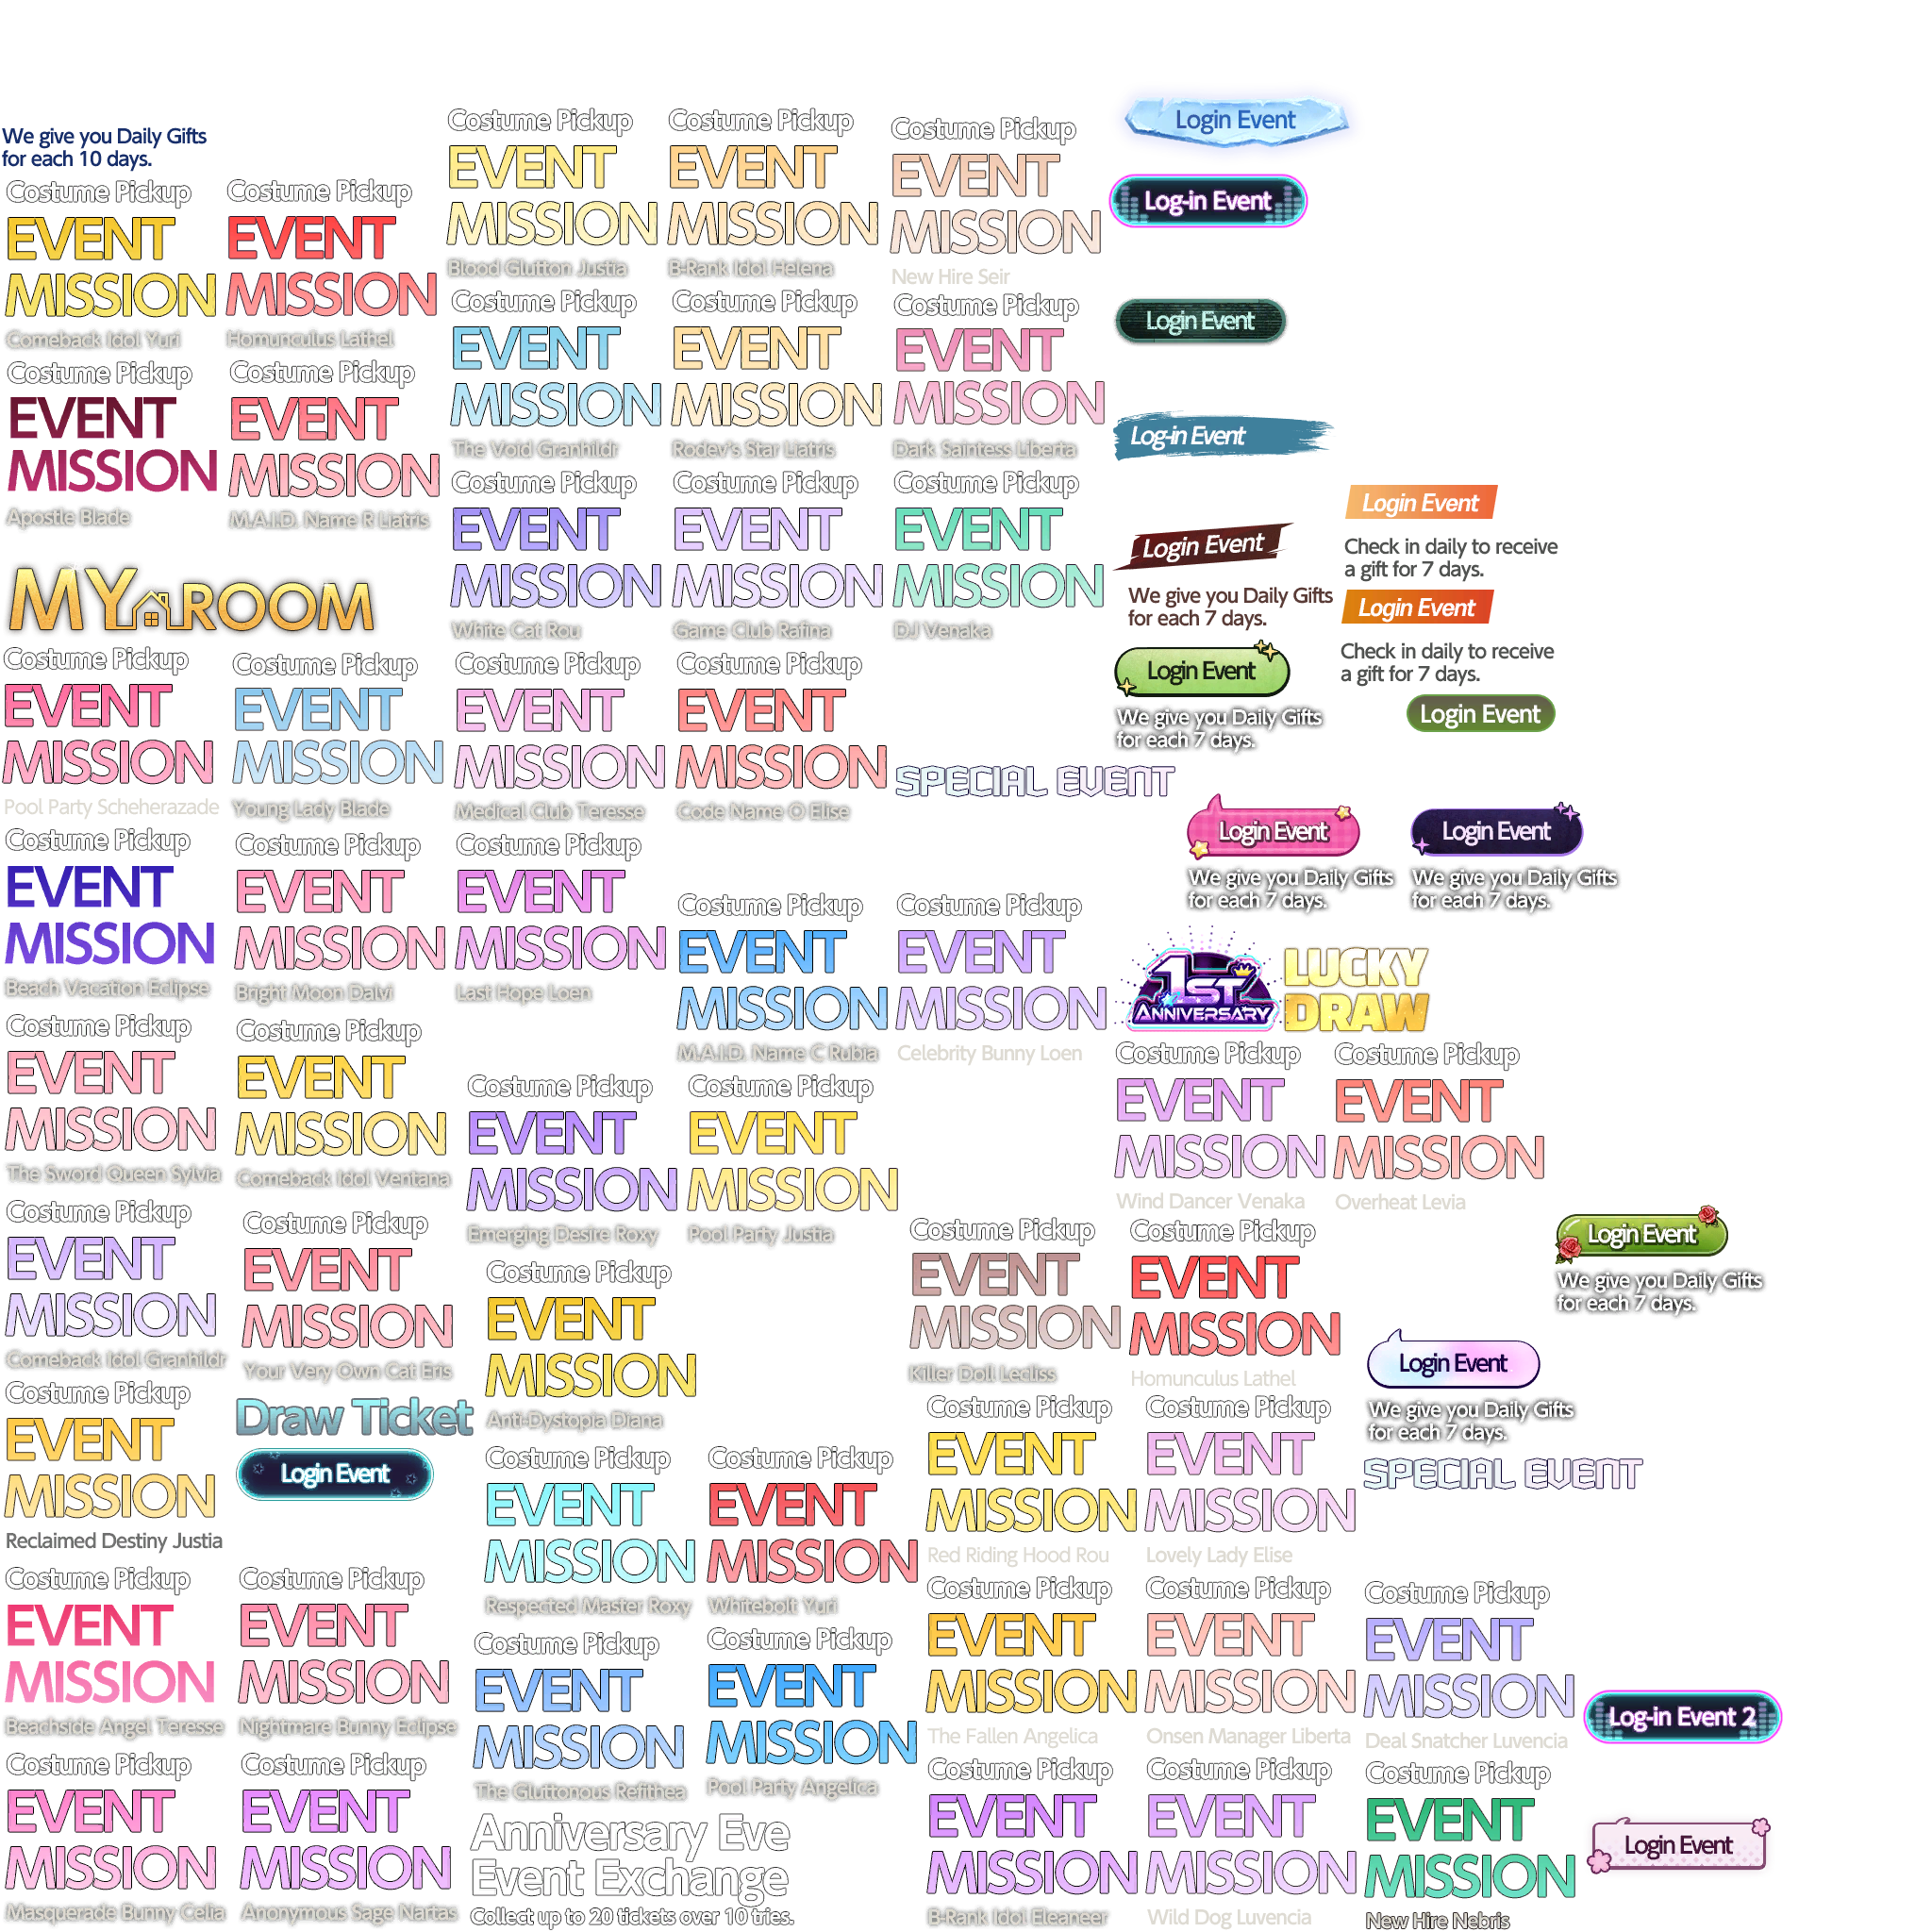 We give you Daily Gifts
for each 10 days.
Costume Pickup
EVENT
MISSION
Comeback Idol Yuri
Costume Pickup
EVENT
MISSION
Homunculus Lathel
Costume Pickup
EVENT
MISSION
Blood Glutton Justia
Costume Pickup
EVENT
MISSION
B-Rank Idol Helena
Costume Pickup
EVENT
MISSION
New Hire Seir
Login Event
Log-in Event
Login Event
Log-in Event
Costume Pickup
EVENT
MISSION
Apostle Blade
Costume Pickup
EVENT
MISSION
M.A.I.D. Name R Liatris
Costume Pickup
EVENT
MISSION
The Void Granhildr
Costume Pickup
EVENT
MISSION
Rodev's Star Liatris
Costume Pickup
EVENT
MISSION
Dark Saintess Liberta
Costume Pickup
EVENT
MISSION
White Cat Rou
Costume Pickup
EVENT
MISSION
Game Club Rafina
Costume Pickup
EVENT
MISSION
DJ Venaka
Login Event
We give you Daily Gifts
for each 7 days.
Login Event
Check in daily to receive
a gift for 7 days.
Login Event
Check in daily to receive
a gift for 7 days.
Login Event
We give you Daily Gifts
for each 7 days.
Login Event
MY ROOM
Costume Pickup
EVENT
MISSION
Pool Party Scheherazade
Costume Pickup
EVENT
MISSION
Young Lady Blade
Costume Pickup
EVENT
MISSION
Medical Club Teresse
Costume Pickup
EVENT
MISSION
Code Name O Elise
SPECIAL EVENT
Login Event
We give you Daily Gifts
for each 7 days.
Login Event
We give you Daily Gifts
for each 7 days.
Costume Pickup
EVENT
MISSION
Beach Vacation Eclipse
Costume Pickup
EVENT
MISSION
Bright Moon Dalvi
Costume Pickup
EVENT
MISSION
Last Hope Loen
Costume Pickup
EVENT
MISSION
M.A.I.D. Name C Rubia
Costume Pickup
EVENT
MISSION
Celebrity Bunny Loen
1ST
ANNIVERSARY
LUCKY
DRAW
Costume Pickup
EVENT
MISSION
The Sword Queen Sylvia
Costume Pickup
EVENT
MISSION
Comeback Idol Ventana
Costume Pickup
EVENT
MISSION
Emerging Desire Roxy
Costume Pickup
EVENT
MISSION
Pool Party Justia
Costume Pickup
EVENT
MISSION
Wind Dancer Venaka
Costume Pickup
EVENT
MISSION
Overheat Levia
Costume Pickup
EVENT
MISSION
Comeback Idol Granhildr
Costume Pickup
EVENT
MISSION
Your Very Own Cat Eris
Costume Pickup
EVENT
MISSION
Anti-Dystopia Diana
Costume Pickup
EVENT
MISSION
Killer Doll Lecliss
Costume Pickup
EVENT
MISSION
Homunculus Lathel
Login Event
We give you Daily Gifts
for each 7 days.
Login Event
We give you Daily Gifts
for each 7 days.
SPECIAL EVENT
Costume Pickup
EVENT
MISSION
Reclaimed Destiny Justia
Draw Ticket
Login Event
Costume Pickup
EVENT
MISSION
Respected Master Roxy
Costume Pickup
EVENT
MISSION
Whitebolt Yuri
Costume Pickup
EVENT
MISSION
Red Riding Hood Rou
Costume Pickup
EVENT
MISSION
Lovely Lady Elise
Costume Pickup
EVENT
MISSION
Beachside Angel Teresse
Costume Pickup
EVENT
MISSION
Nightmare Bunny Eclipse
Costume Pickup
EVENT
MISSION
The Gluttonous Refithea
Costume Pickup
EVENT
MISSION
Pool Party Angelica
Costume Pickup
EVENT
MISSION
The Fallen Angelica
Costume Pickup
EVENT
MISSION
Onsen Manager Liberta
Costume Pickup
EVENT
MISSION
Deal Snatcher Luvencia
Log-in Event 2
Costume Pickup
EVENT
MISSION
Masquerade Bunny Celia
Costume Pickup
EVENT
MISSION
Anonymous Sage Nartas
Anniversary Eve
Event Exchange
Collect up to 20 tickets over 10 tries.
Costume Pickup
EVENT
MISSION
B-Rank Idol Eleaneer
Costume Pickup
EVENT
MISSION
Wild Dog Luvencia
Costume Pickup
EVENT
MISSION
New Hire Nebris
Login Event